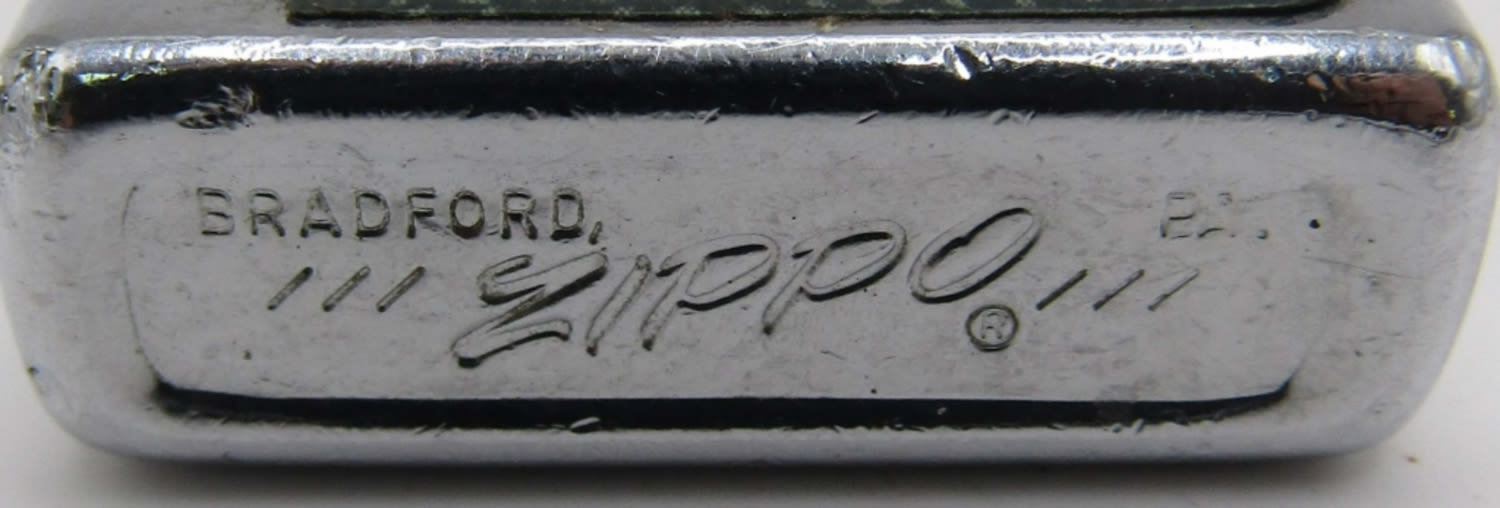 BRADFORD, PA.
/// ZIPPO ® ///